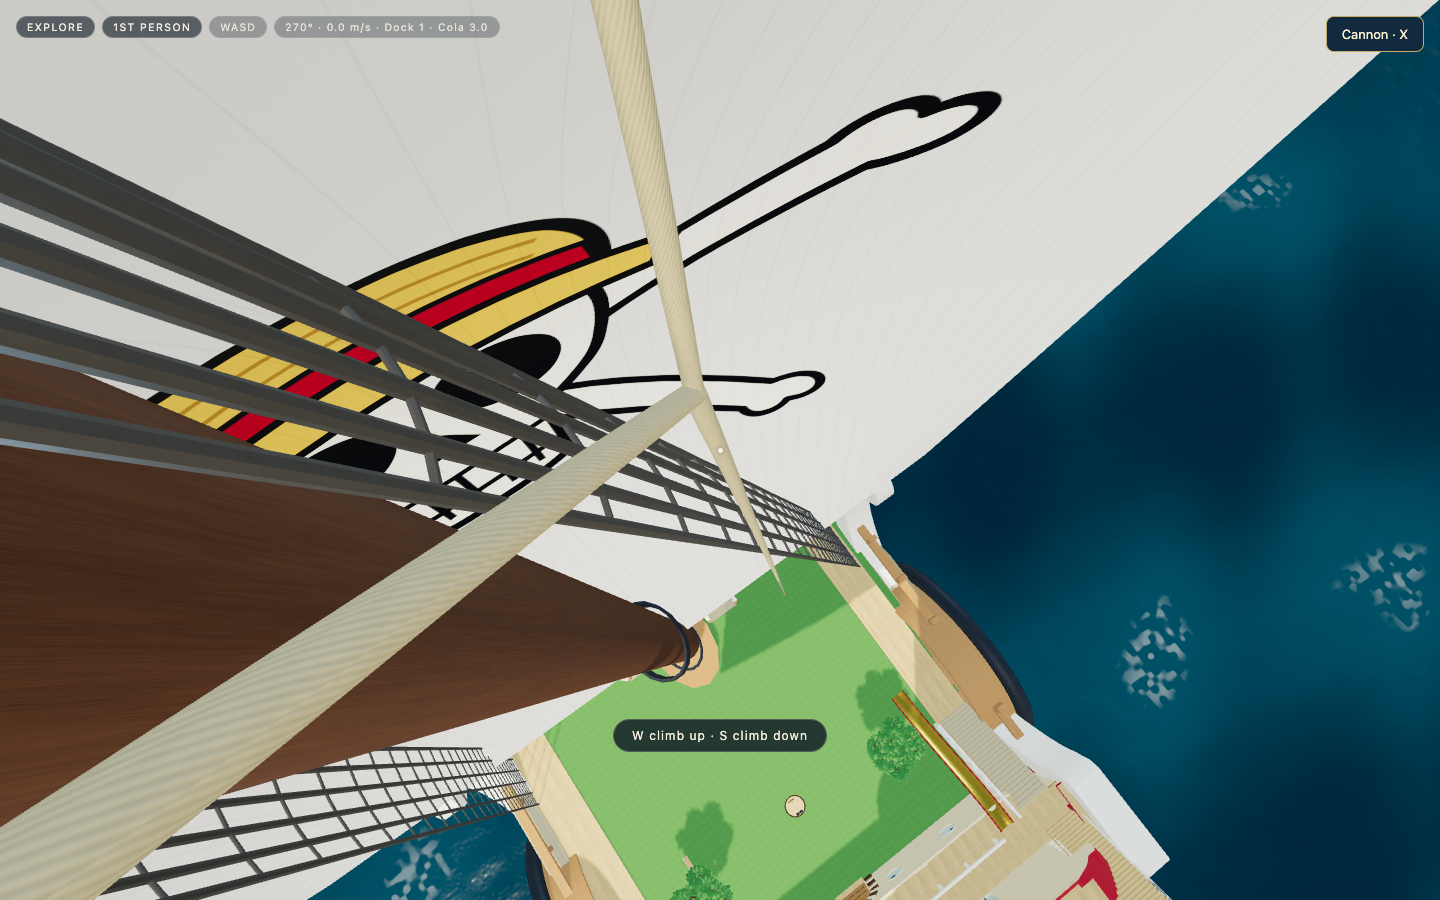 EXPLORE
1ST PERSON
WASD
270° · 0.0 m/s · Dock 1 · Cola 3.0
Cannon · X
W climb up · S climb down